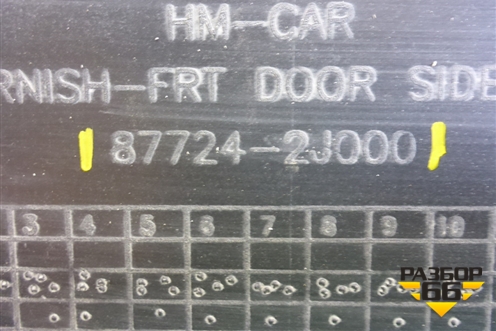 HM-CAR
RNISH-FRT DOOR SIDE
87724-2J000
3 4 5 6 7 8 9 10
РАЗБОР
66